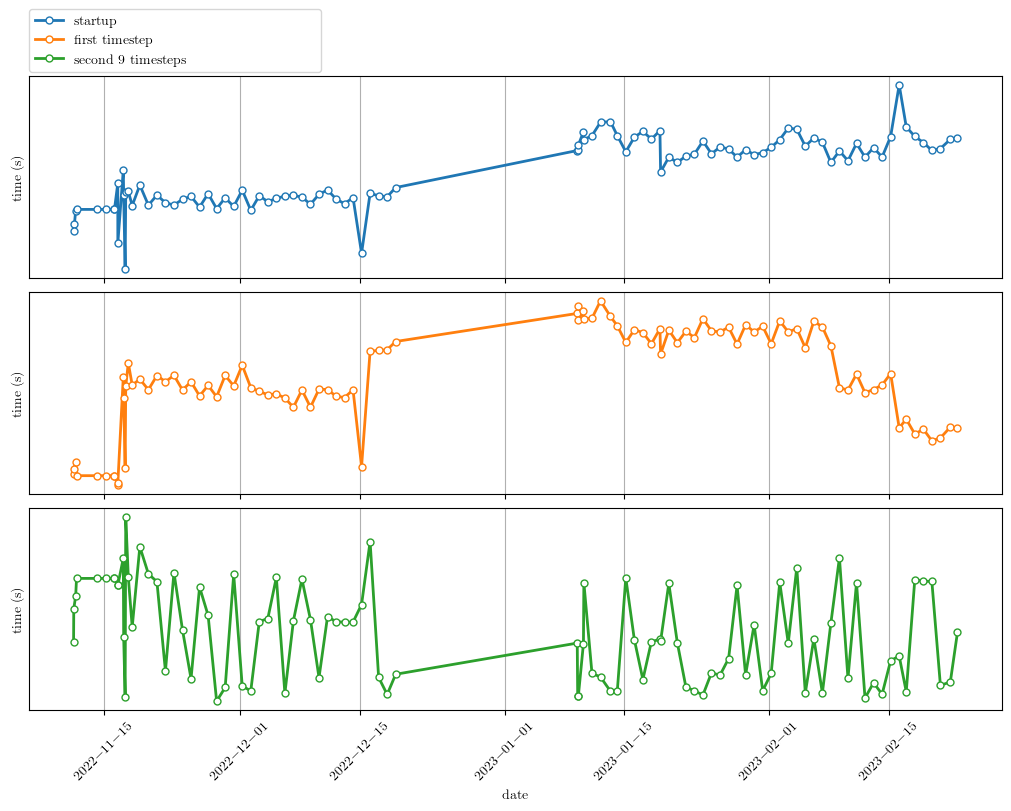 startup
first timestep
second 9 timesteps
time (s)
time (s)
time (s)
2022−11−15
2022−12−01
2022−12−15
2023−01−01
2023−01−15
2023−02−01
2023−02−15
date